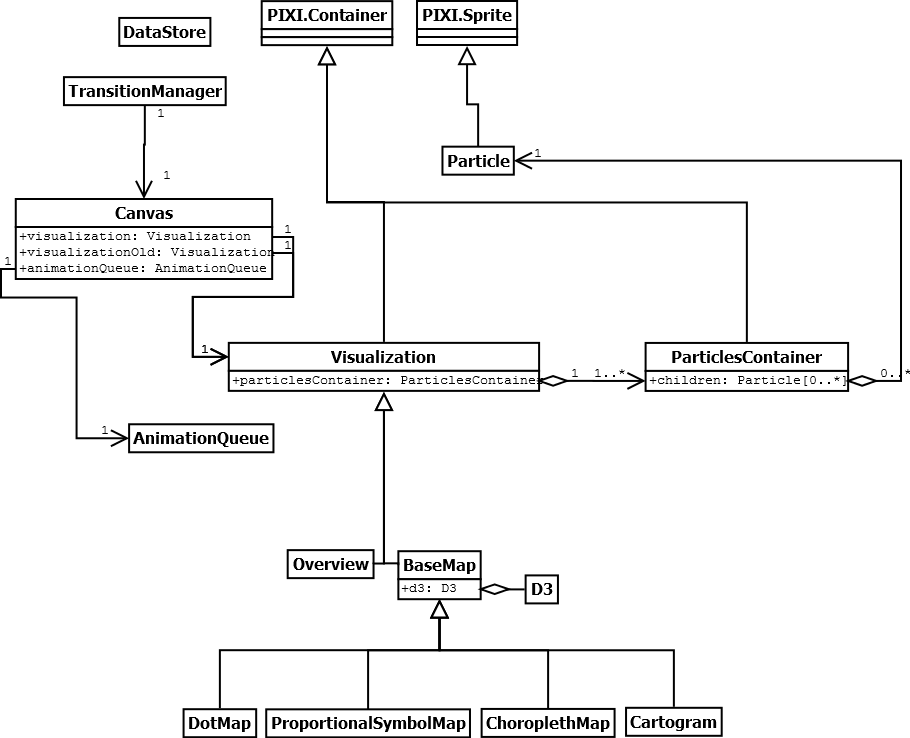 PIXI.Container
PIXI.Sprite
DataStore
TransitionManager
1
1
Particle
1
Canvas
+visualization: Visualization
1
+visualizationOld: Visualization
1
+animationQueue: AnimationQueue
1
1
Visualization
+particlesContainer: ParticlesContainer
1
1..*
ParticlesContainer
+children: Particle[0..*]
0..*
1
AnimationQueue
Overview
BaseMap
+d3: D3
D3
DotMap
ProportionalSymbolMap
ChoroplethMap
Cartogram